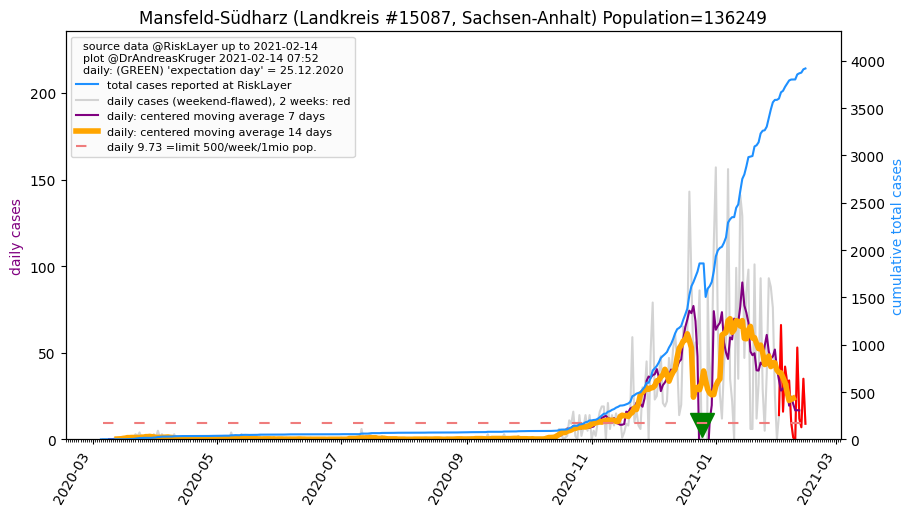 Mansfeld-Südharz (Landkreis #15087, Sachsen-Anhalt) Population=136249
source data @RiskLayer up to 2021-02-14
plot @DrAndreasKruger 2021-02-14 07:52
daily: (GREEN) 'expectation day' = 25.12.2020
total cases reported at RiskLayer
daily cases (weekend-flawed), 2 weeks: red
daily: centered moving average 7 days
daily: centered moving average 14 days
daily 9.73 =limit 500/week/1mio pop.
daily cases
200
150
100
50
0
cumulative total cases
4000
3500
3000
2500
2000
1500
1000
500
0
2020-03
2020-05
2020-07
2020-09
2020-11
2021-01
2021-03